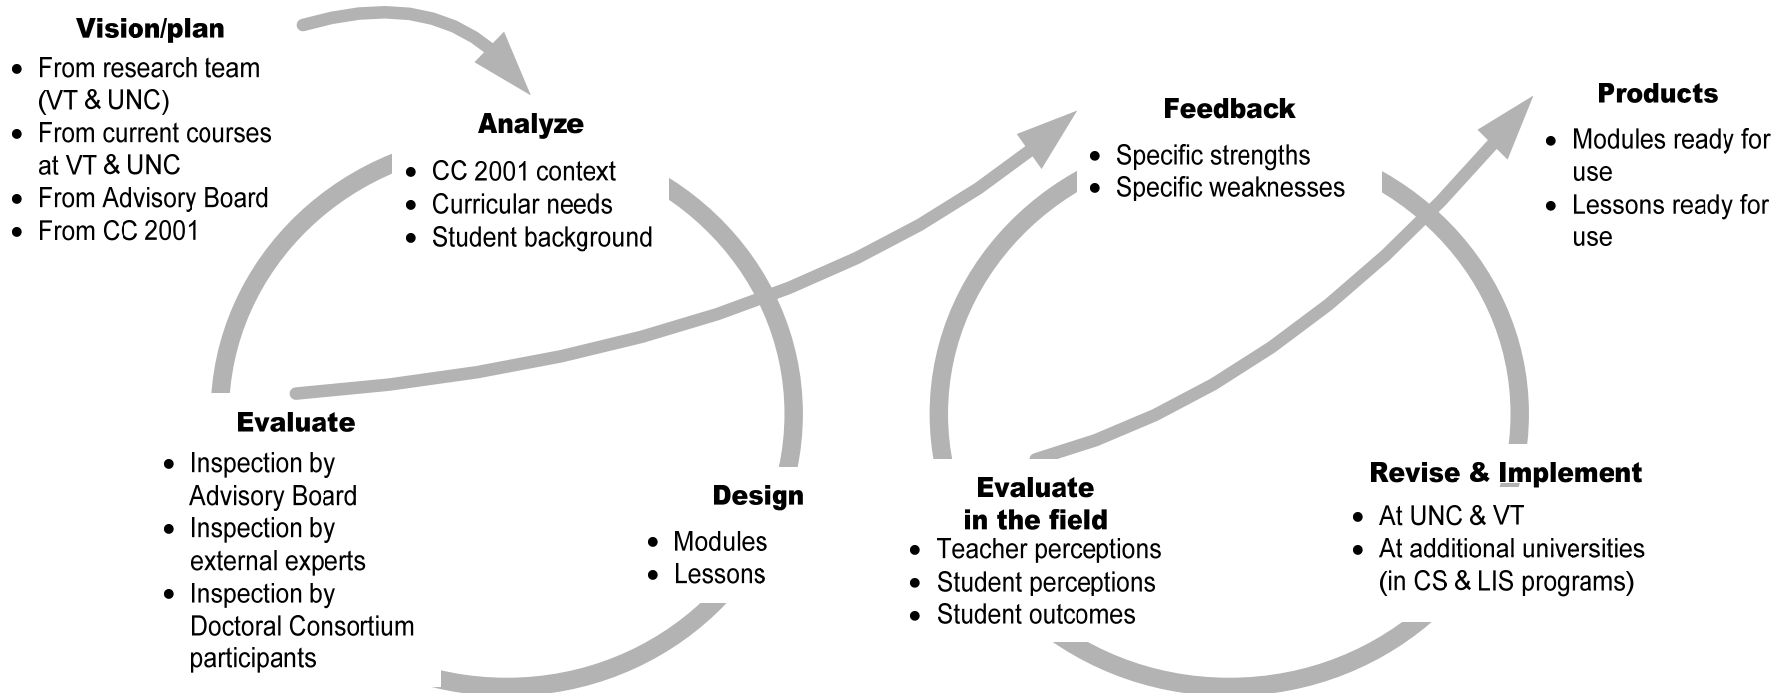 Vision/plan
• From research team
(VT & UNC)
• From current courses
at VT & UNC
• From Advisory Board
• From CC 2001
Analyze
• CC 2001 context
• Curricular needs
• Student background
Evaluate
• Inspection by
Advisory Board
• Inspection by
external experts
• Inspection by
Doctoral Consortium
participants
Design
• Modules
• Lessons
Feedback
• Specific strengths
• Specific weaknesses
Evaluate
in the field
• Teacher perceptions
• Student perceptions
• Student outcomes
Revise & Implement
• At UNC & VT
• At additional universities
(in CS & LIS programs)
Products
• Modules ready for
use
• Lessons ready for
use